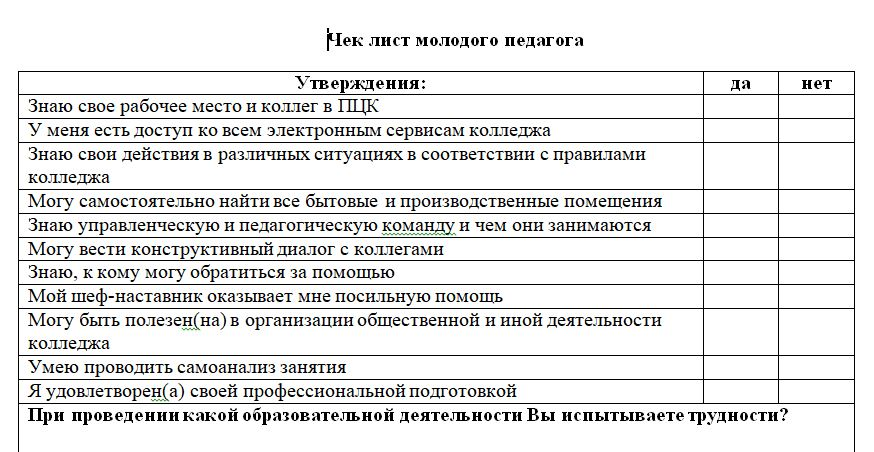 Чек лист молодого педагога
Утверждения: да нет
Знаю свое рабочее место и коллег в ПЦК
У меня есть доступ ко всем электронным сервисам колледжа
Знаю свои действия в различных ситуациях в соответствии с правилами
колледжа
Могу самостоятельно найти все бытовые и производственные помещения
Знаю управленческую и педагогическую команду и чем они занимаются
Могу вести конструктивный диалог с коллегами
Знаю, к кому могу обратиться за помощью
Мой шеф-наставник оказывает мне посильную помощь
Могу быть полезен(на) в организации общественной и иной деятельности
колледжа
Умею проводить самоанализ занятия
Я удовлетворен(а) своей профессиональной подготовкой
При проведении какой образовательной деятельности Вы испытываете трудности?